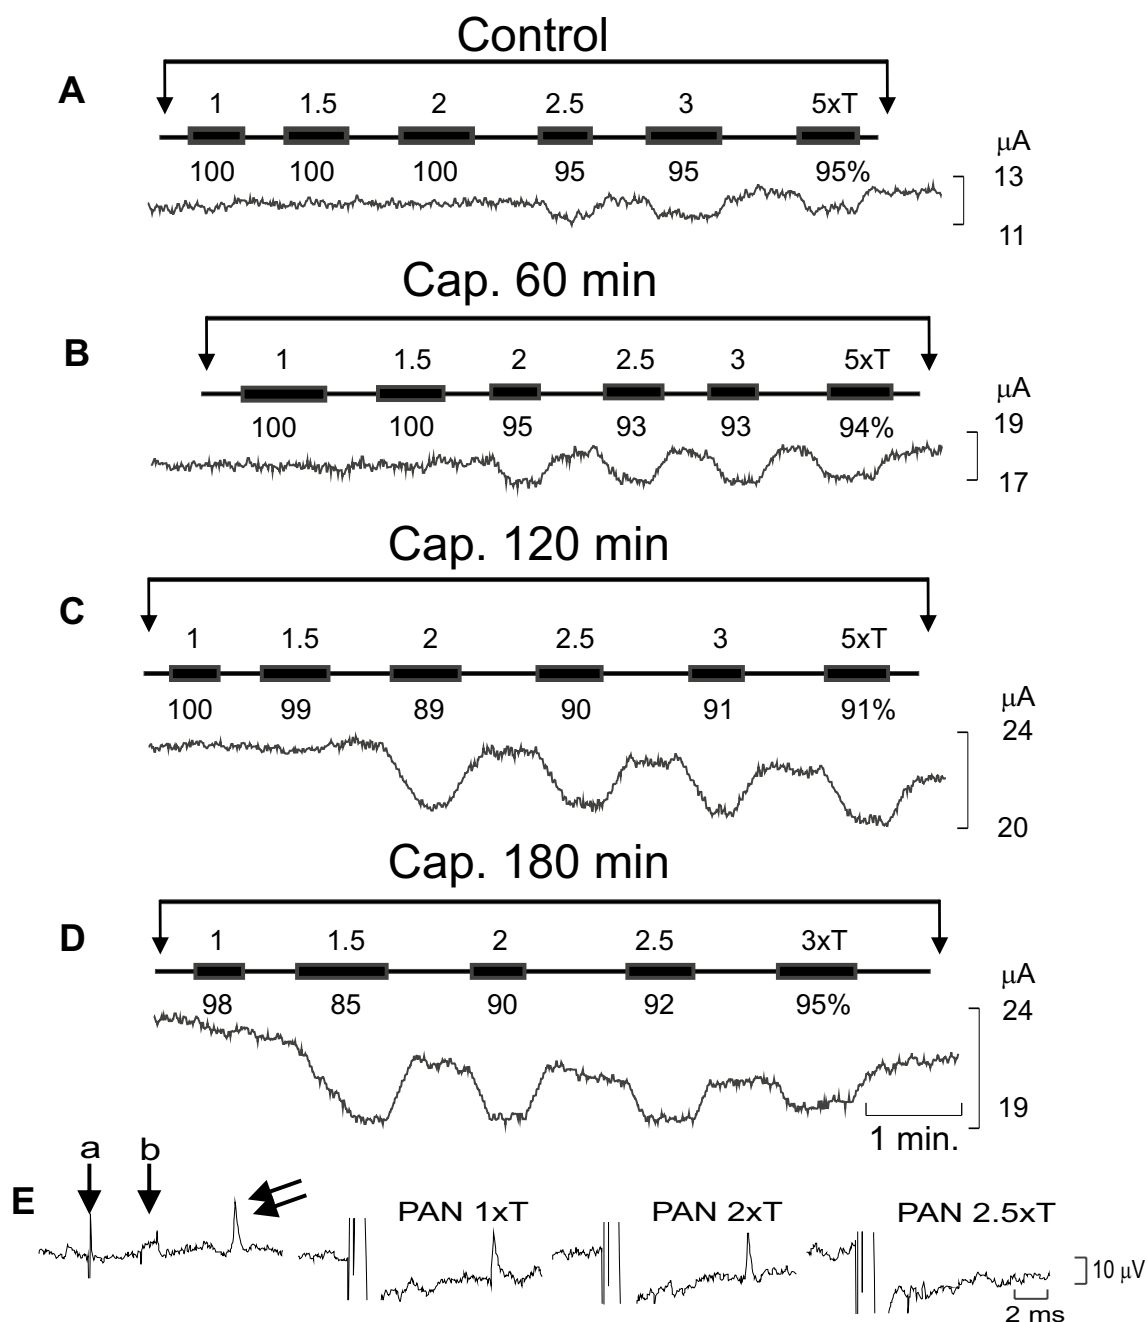 Control
A
1 1.5 2 2.5 3 5xT
100 100 100 95 95 95%
μA
13
11
Cap. 60 min
B
1 1.5 2 2.5 3 5xT
100 100 95 93 93 94%
μA
19
17
Cap. 120 min
C
1 1.5 2 2.5 3 5xT
100 99 89 90 91 91%
μA
24
20
Cap. 180 min
D
1 1.5 2 2.5 3xT
98 85 90 92 95%
μA
24
19
1 min.
E
a b
PAN 1xT PAN 2xT PAN 2.5xT
10 μV
2 ms